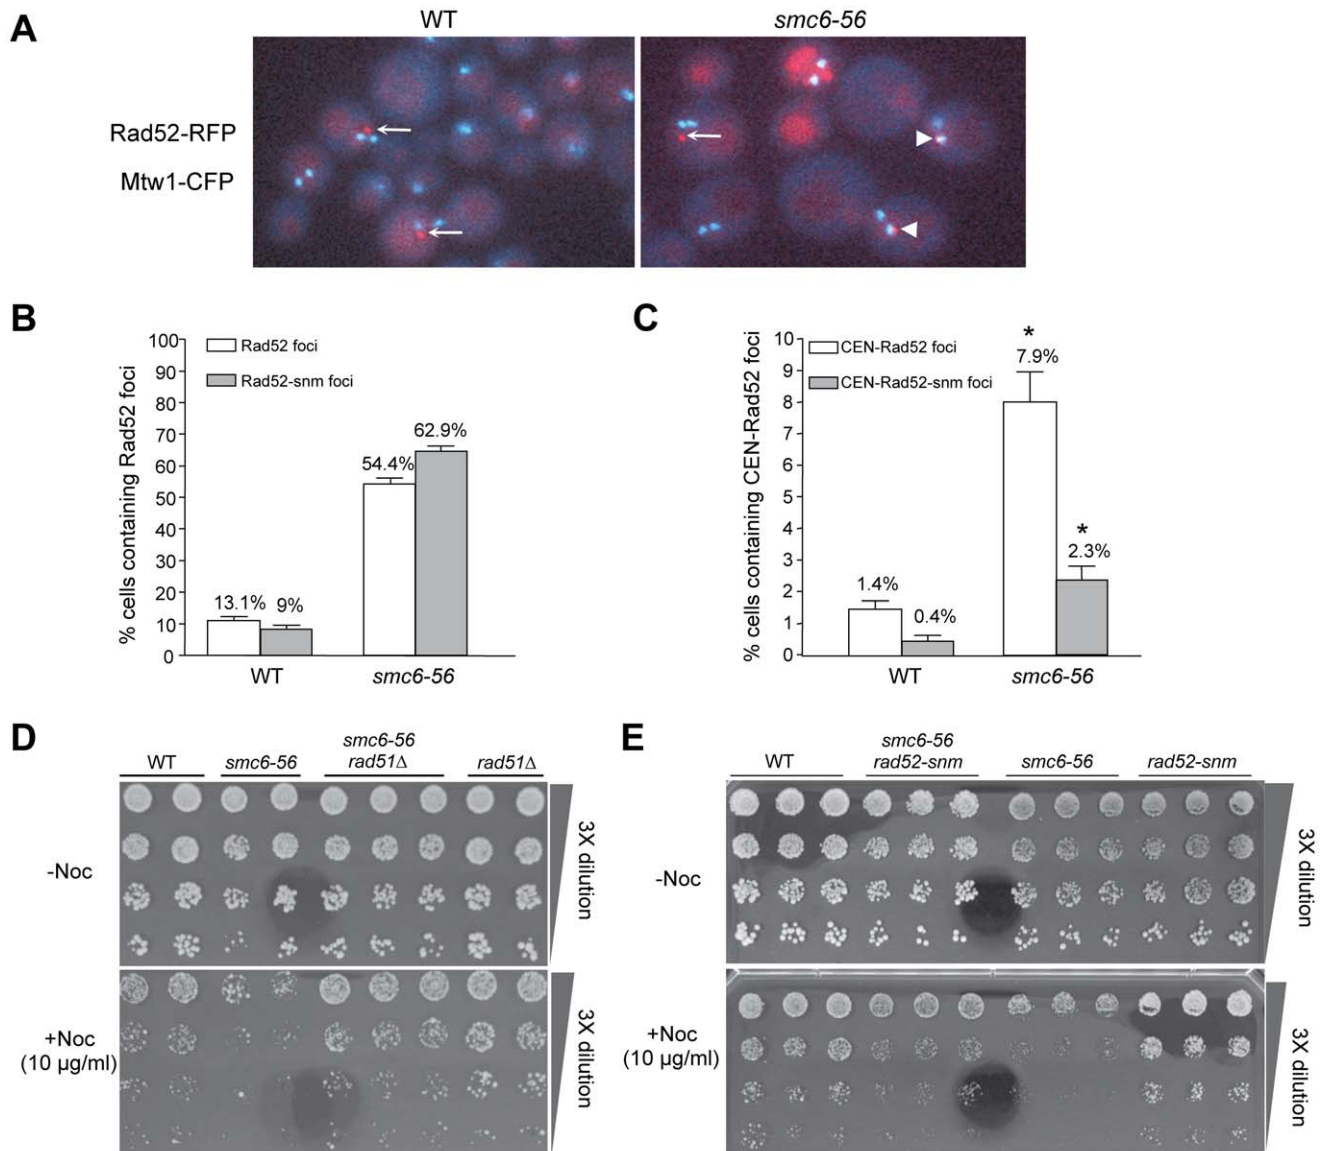 A
WT
smc6-56
Rad52-RFP
Mtw1-CFP
B
% cells containing Rad52 foci
100
90
80
70
60
50
40
30
20
10
0
Rad52 foci
Rad52-snm foci
13.1%
9%
54.4%
62.9%
WT
smc6-56
C
% cells containing CEN-Rad52 foci
10
9
8
7
6
5
4
3
2
1
0
CEN-Rad52 foci
CEN-Rad52-snm foci
1.4%
0.4%
*
7.9%
*
2.3%
WT
smc6-56
D
WT
smc6-56
smc6-56
rad51Δ
rad51Δ
-Noc
3X dilution
+Noc
(10 µg/ml)
3X dilution
E
WT
smc6-56
rad52-snm
smc6-56
rad52-snm
-Noc
3X dilution
+Noc
(10 µg/ml)
3X dilution